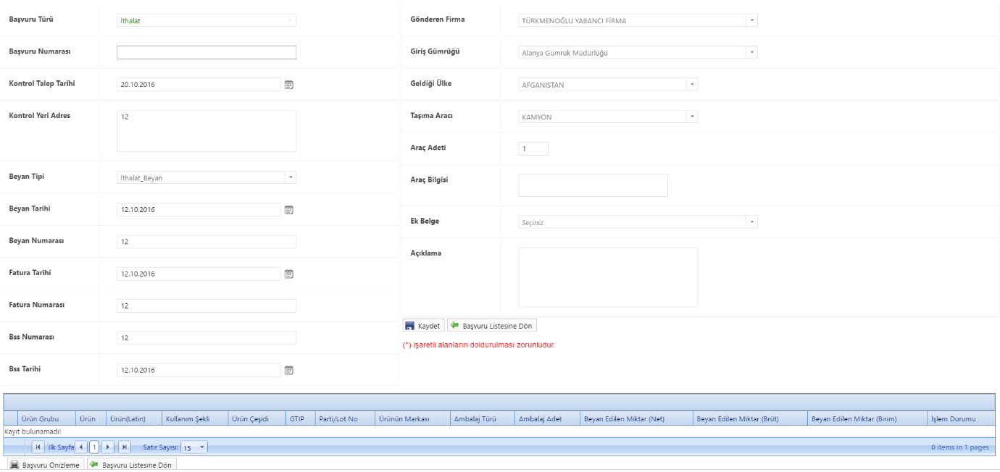 Başvuru Türü
İthalat
Başvuru Numarası
Kontrol Talep Tarihi
20.10.2016
Kontrol Yeri Adres
12
Beyan Tipi
İthalat_Beyan
Beyan Tarihi
12.10.2016
Beyan Numarası
12
Fatura Tarihi
12.10.2016
Fatura Numarası
12
Bss Numarası
12
Bss Tarihi
12.10.2016
Gönderen Firma
TÜRKMENOĞLU YABANCI FİRMA
Giriş Gümrüğü
Alanya Gümrük Müdürlüğü
Geldiği Ülke
AFGANİSTAN
Taşıma Aracı
KAMYON
Araç Adeti
1
Araç Bilgisi
Ek Belge
Seçiniz
Açıklama
Kaydet Başvuru Listesine Dön
(*) işaretli alanların doldurulması zorunludur.
Ürün Grubu Ürün Ürün(Latin) Kullanım Şekli Ürün Çeşidi GTIP Parti/Lot No Ürünün Markası Ambalaj Türü Ambalaj Adet Beyan Edilen Miktar (Net) Beyan Edilen Miktar (Brüt) Beyan Edilen Miktar (Birim) İşlem Durumu
Kayıt bulunamadı!
İlk Sayfa 1 Satır Sayısı: 15 0 items in 1 pages
Başvuru Önizleme Başvuru Listesine Dön